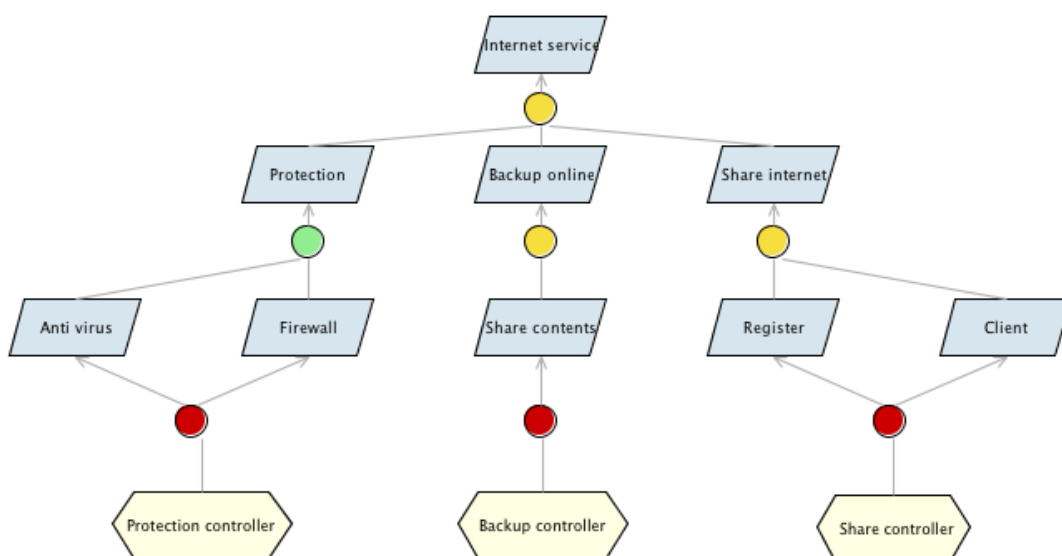 Internet service
Protection
Backup online
Share internet
Anti virus
Firewall
Share contents
Register
Client
Protection controller
Backup controller
Share controller